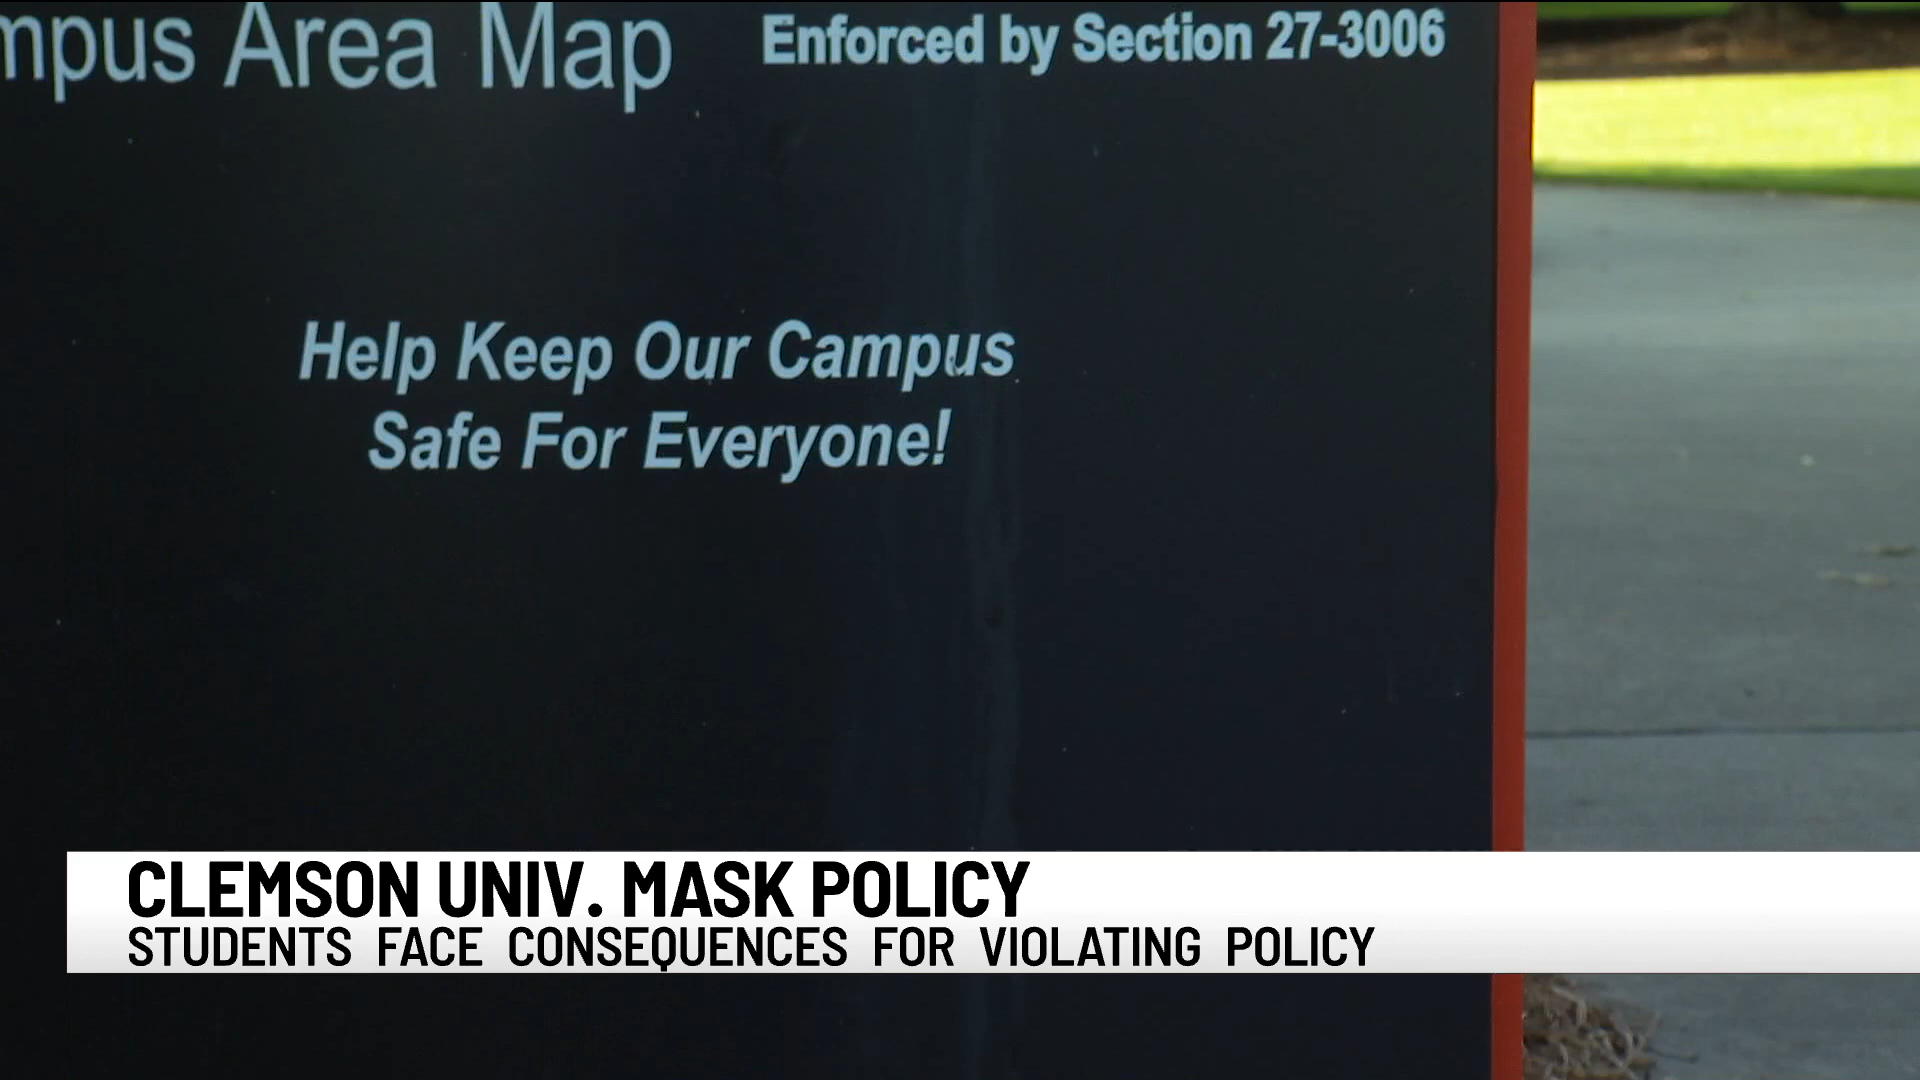 Area Map
Enforced by Section 27-3006
Help Keep Our Campus
Safe For Everyone!
CLEMSON UNIV. MASK POLICY
STUDENTS FACE CONSEQUENCES FOR VIOLATING POLICY